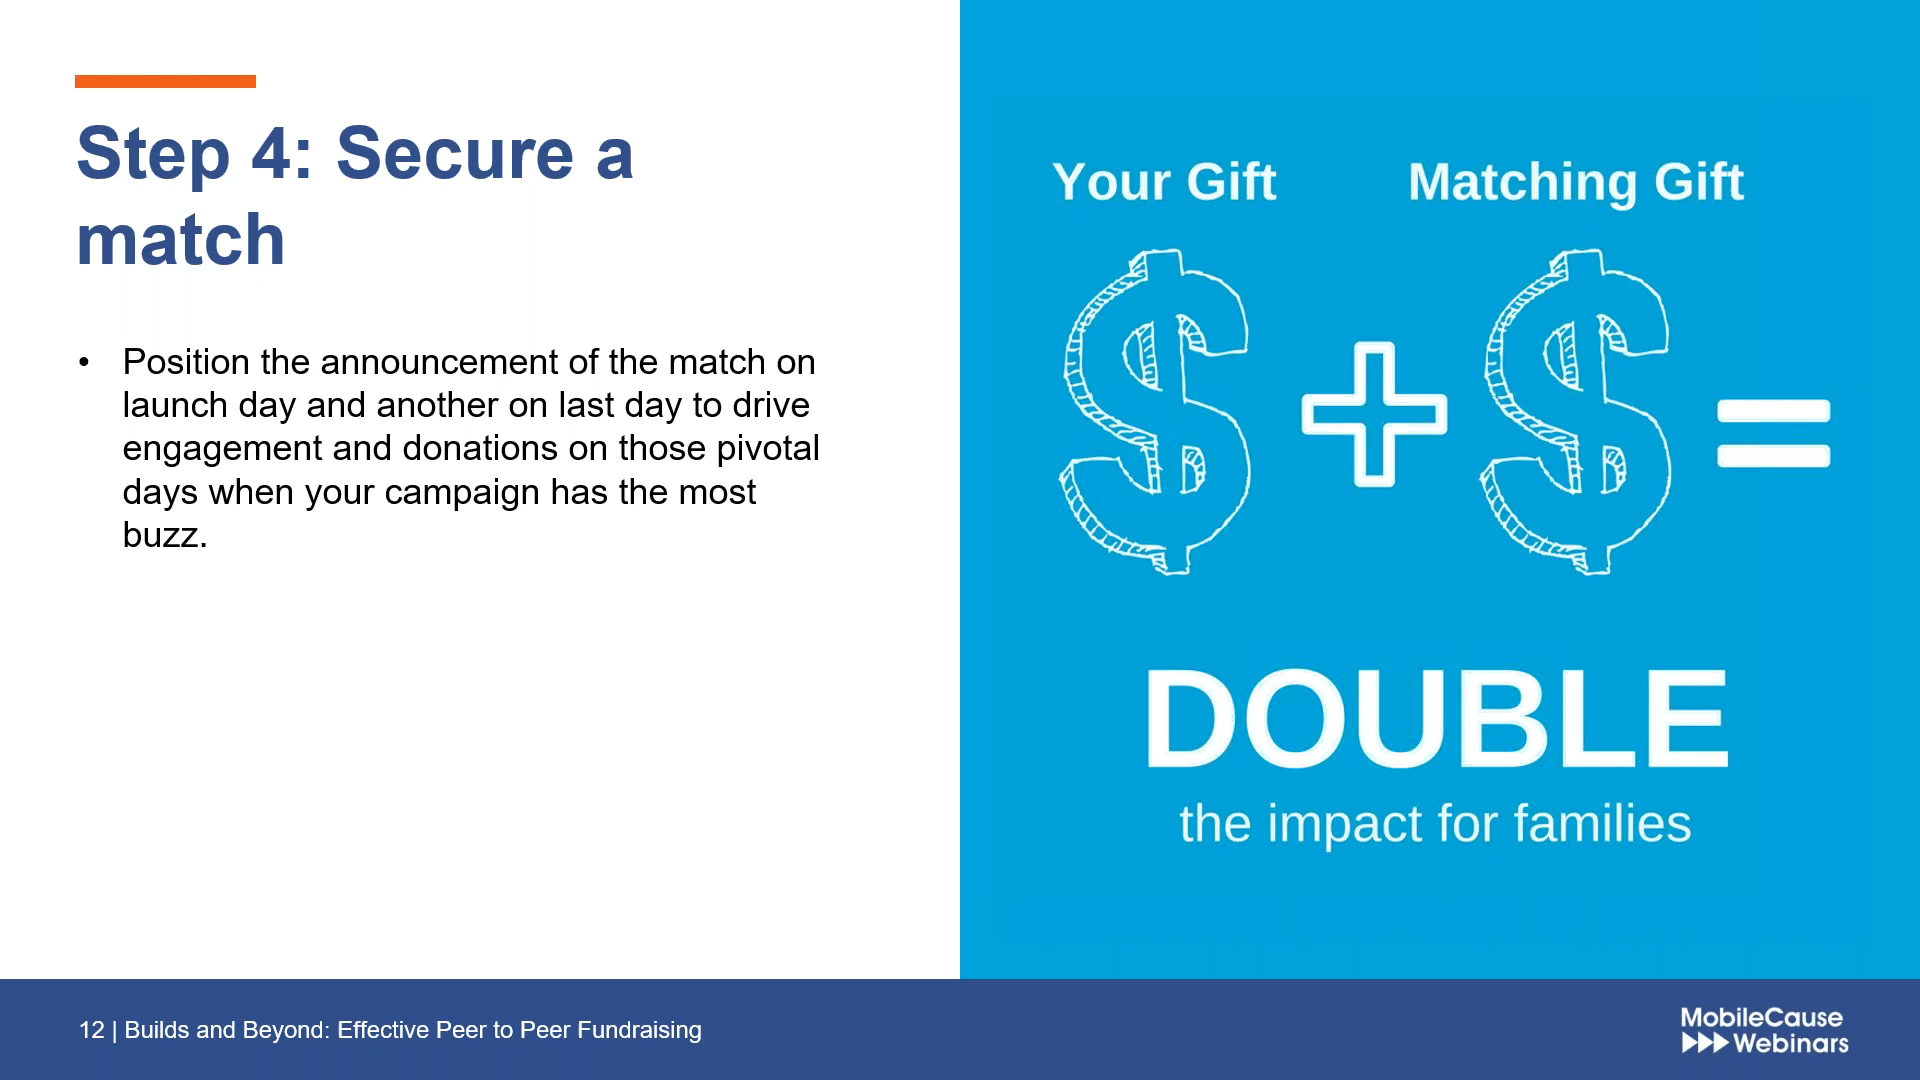 Step 4: Secure a
match
• Position the announcement of the match on
launch day and another on last day to drive
engagement and donations on those pivotal
days when your campaign has the most
buzz.
Your Gift Matching Gift
$ + $ =
DOUBLE
the impact for families
12 | Builds and Beyond: Effective Peer to Peer Fundraising
MobileCause
Webinars